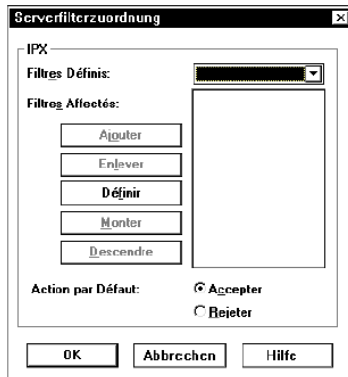 Serverfilterzuordnung
IPX
Filtres Définis:
Filtres Affectés:
Ajouter
Enlever
Définir
Monter
Descendre
Action par Défaut:
Accepter
Rejeter
OK Abbrechen Hilfe